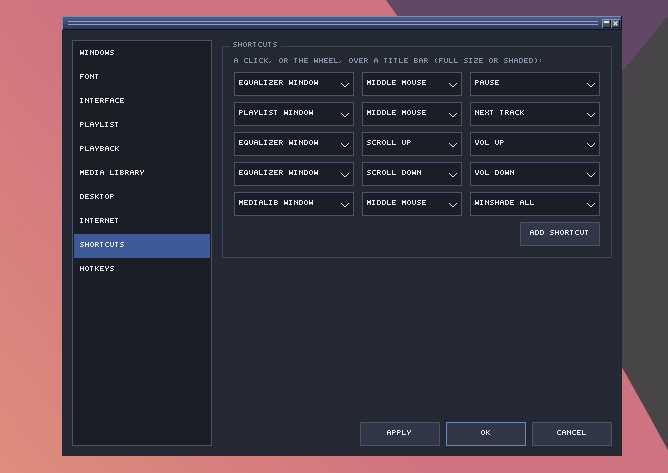 WINDOWS
FONT
INTERFACE
PLAYLIST
PLAYBACK
MEDIA LIBRARY
DESKTOP
INTERNET
SHORTCUTS
HOTKEYS
SHORTCUTS
A CLICK, OR THE WHEEL, OVER A TITLE BAR (FULL SIZE OR SHADED):
EQUALIZER WINDOW MIDDLE MOUSE PAUSE
PLAYLIST WINDOW MIDDLE MOUSE NEXT TRACK
EQUALIZER WINDOW SCROLL UP VOL UP
EQUALIZER WINDOW SCROLL DOWN VOL DOWN
MEDIALIB WINDOW MIDDLE MOUSE WINSHADE ALL
ADD SHORTCUT
APPLY OK CANCEL